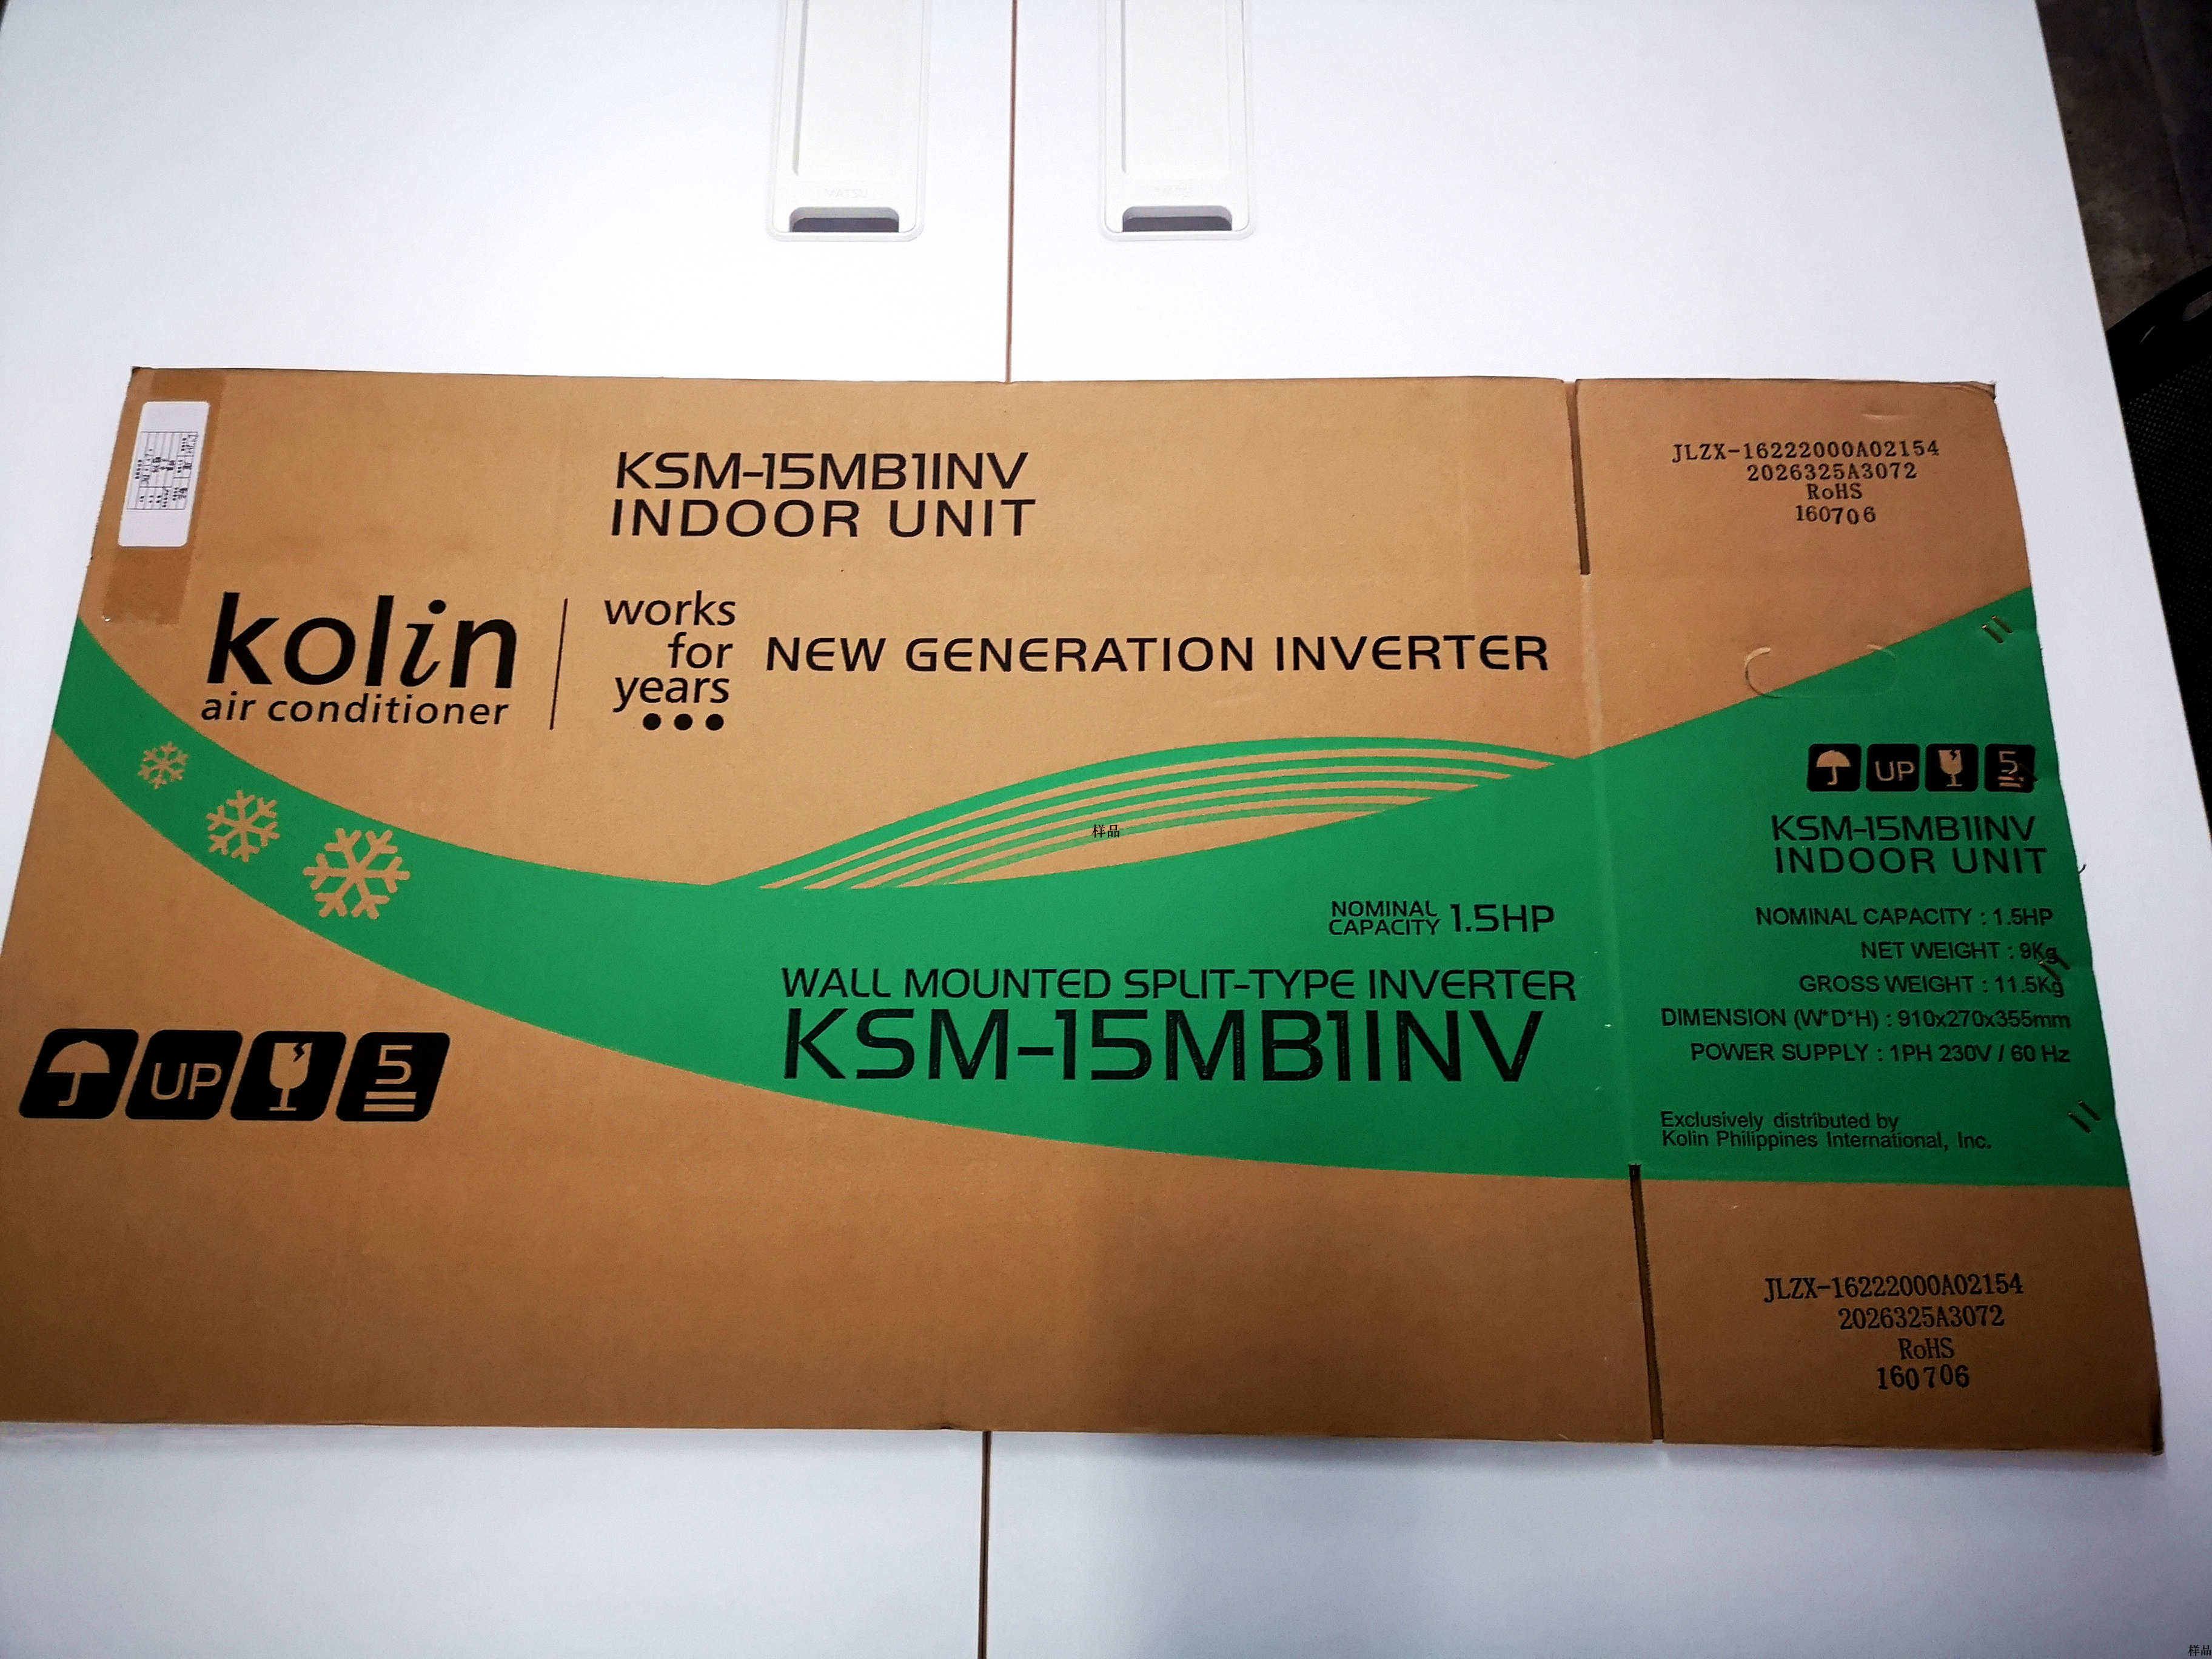 KSM-15MB1INV
INDOOR UNIT
kolin
air conditioner
works
for
years
NEW GENERATION INVERTER
样品
NOMINAL
CAPACITY
1.5HP
WALL MOUNTED SPLIT-TYPE INVERTER
KSM-15MB1INV
UP
5
JLZX-16222000A02154
2026325A3072
RoHS
160706
UP
5
KSM-15MB1INV
INDOOR UNIT
NOMINAL CAPACITY : 1.5HP
NET WEIGHT : 9Kg
GROSS WEIGHT : 11.5Kg
DIMENSION (W*D*H) : 910x270x355mm
POWER SUPPLY : 1PH 230V / 60 Hz
Exclusively distributed by
Kolin Philippines International, Inc.
JLZX-16222000A02154
2026325A3072
RoHS
160706
样品